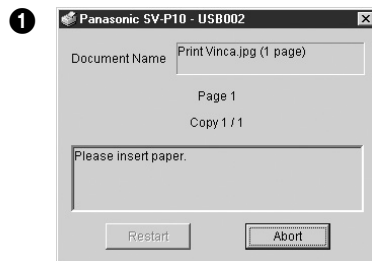 ❶
Panasonic SV-P10 - USB002
Document Name
Print Vinca.jpg (1 page)
Page 1
Copy 1 / 1
Please insert paper.
Restart
Abort